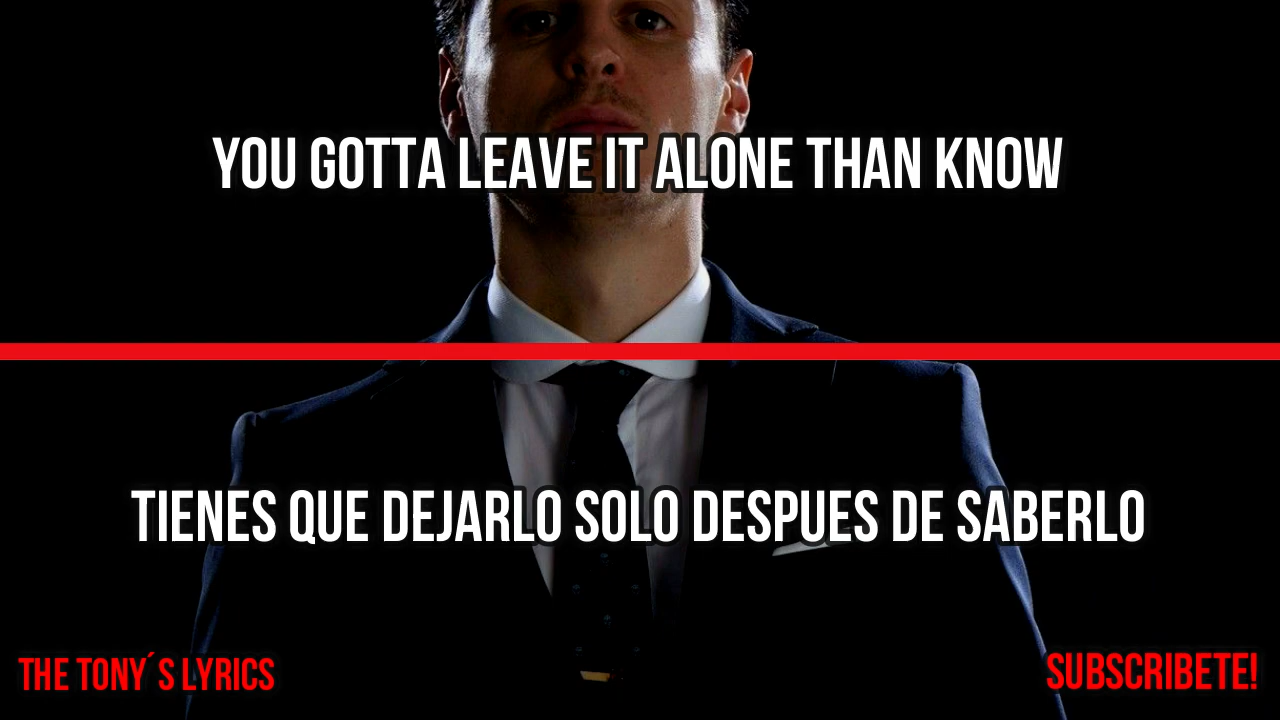 YOU GOTTA LEAVE IT ALONE THAN KNOW
TIENES QUE DEJARLO SOLO DESPUES DE SABERLO
THE TONY´S LYRICS
SUBSCRIBETE!